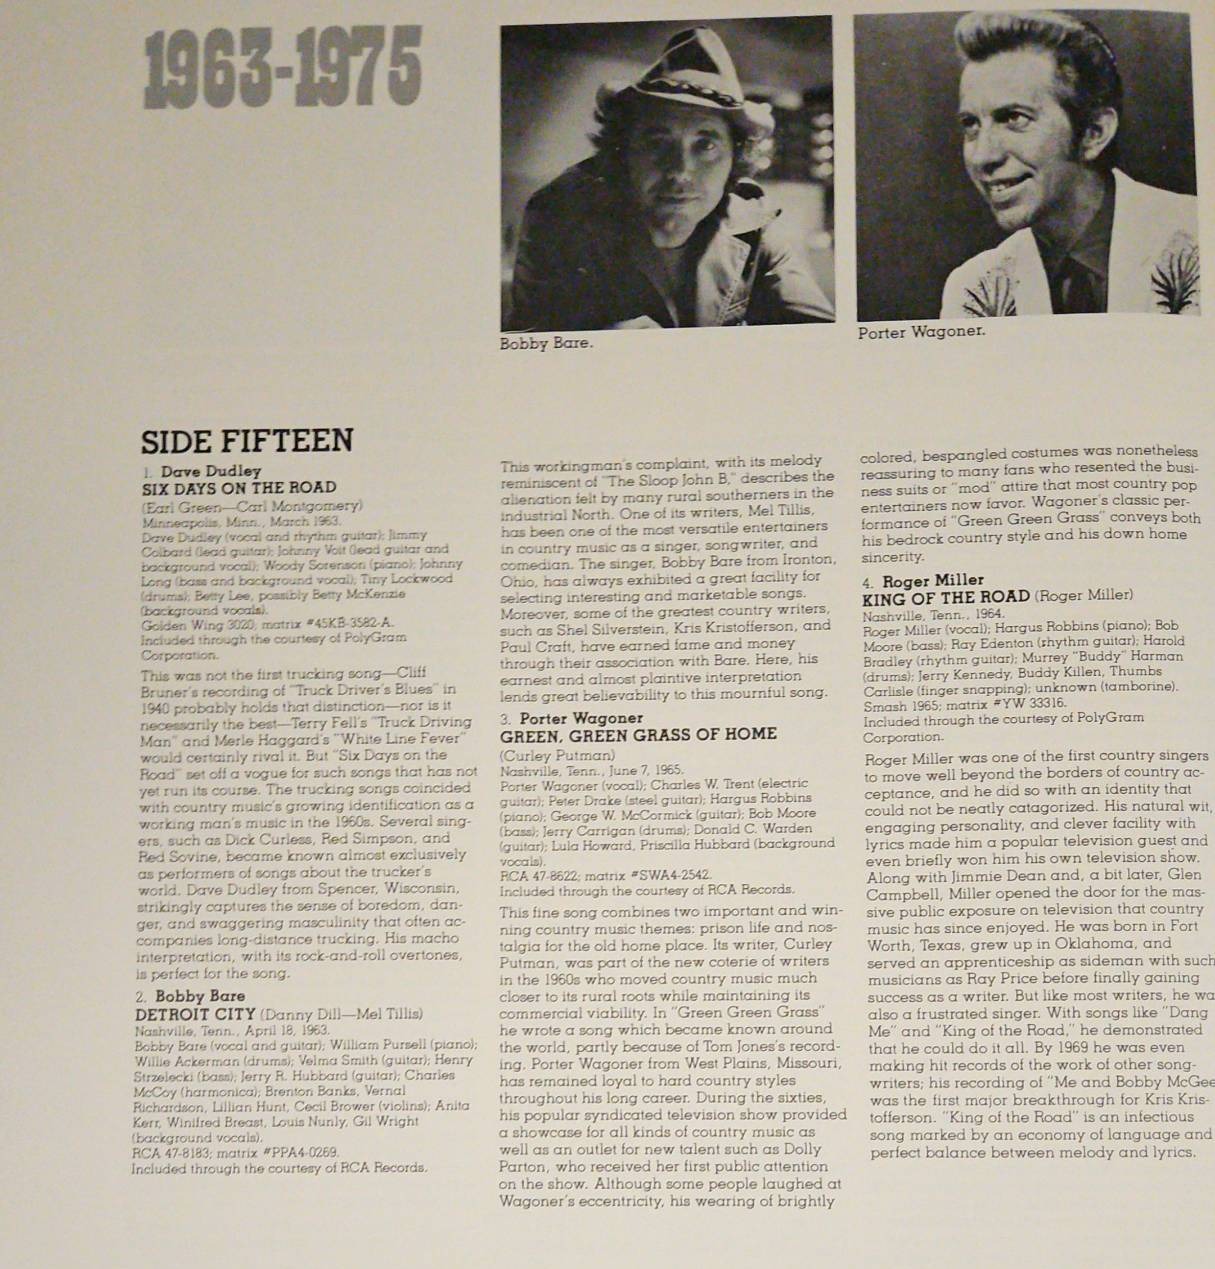 1963-1975
Bobby Bare.
Porter Wagoner.
SIDE FIFTEEN
1. Dave Dudley
SIX DAYS ON THE ROAD
(Earl Green—Carl Montgomery)
Minneapolis, Minn., March 1963.
Dave Dudley (vocal and rhythm guitar); Jimmy
Colbard (lead guitar); Johnny Voit (lead guitar and
background vocal); Woody Sorenson (piano); Johnny
Long (bass and background vocal); Tiny Lockwood
(drums); Betty Lee, possibly Betty McKenzie
(background vocals).
Golden Wing 3020; matrix #45KB-3582-A.
Included through the courtesy of PolyGram
Corporation.
This was not the first trucking song—Cliff
Bruner's recording of "Truck Driver's Blues" in
1940 probably holds that distinction—nor is it
necessarily the best—Terry Fell's "Truck Driving
Man" and Merle Haggard's "White Line Fever"
would certainly rival it. But "Six Days on the
Road" set off a vogue for such songs that has not
yet run its course. The trucking songs coincided
with country music's growing identification as a
working man's music in the 1960s. Several sing-
ers, such as Dick Curless, Red Simpson, and
Red Sovine, became known almost exclusively
as performers of songs about the trucker's
world. Dave Dudley from Spencer, Wisconsin,
strikingly captures the sense of boredom, dan-
ger, and swaggering masculinity that often ac-
companies long-distance trucking. His macho
interpretation, with its rock-and-roll overtones,
is perfect for the song.
2. Bobby Bare
DETROIT CITY (Danny Dill—Mel Tillis)
Nashville, Tenn., April 18, 1963.
Bobby Bare (vocal and guitar); William Pursell (piano);
Willie Ackerman (drums); Velma Smith (guitar); Henry
Strzelecki (bass); Jerry R. Hubbard (guitar); Charles
McCoy (harmonica); Brenton Banks, Vernal
Richardson, Lillian Hunt, Cecil Brower (violins); Anita
Kerr, Winifred Breast, Louis Nunly, Gil Wright
(background vocals).
RCA 47-8183; matrix #PPA4-0269.
Included through the courtesy of RCA Records.
This workingman's complaint, with its melody
reminiscent of "The Sloop John B," describes the
alienation felt by many rural southerners in the
industrial North. One of its writers, Mel Tillis,
has been one of the most versatile entertainers
in country music as a singer, songwriter, and
comedian. The singer, Bobby Bare from Ironton,
Ohio, has always exhibited a great facility for
selecting interesting and marketable songs.
Moreover, some of the greatest country writers,
such as Shel Silverstein, Kris Kristofferson, and
Paul Craft, have earned fame and money
through their association with Bare. Here, his
earnest and almost plaintive interpretation
lends great believability to this mournful song.
3. Porter Wagoner
GREEN, GREEN GRASS OF HOME
(Curley Putman)
Nashville, Tenn., June 7, 1965.
Porter Wagoner (vocal); Charles W. Trent (electric
guitar); Peter Drake (steel guitar); Hargus Robbins
(piano); George W. McCormick (guitar); Bob Moore
(bass); Jerry Carrigan (drums); Donald C. Warden
(guitar); Lula Howard, Priscilla Hubbard (background
vocals).
RCA 47-8622; matrix #SWA4-2542.
Included through the courtesy of RCA Records.
This fine song combines two important and win-
ning country music themes: prison life and nos-
talgia for the old home place. Its writer, Curley
Putman, was part of the new coterie of writers
in the 1960s who moved country music much
closer to its rural roots while maintaining its
commercial viability. In "Green Green Grass"
he wrote a song which became known around
the world, partly because of Tom Jones's record-
ing. Porter Wagoner from West Plains, Missouri,
has remained loyal to hard country styles
throughout his long career. During the sixties,
his popular syndicated television show provided
a showcase for all kinds of country music as
well as an outlet for new talent such as Dolly
Parton, who received her first public attention
on the show. Although some people laughed at
Wagoner's eccentricity, his wearing of brightly
colored, bespangled costumes was nonetheless
reassuring to many fans who resented the busi-
ness suits or "mod" attire that most country pop
entertainers now favor. Wagoner's classic per-
formance of "Green Green Grass" conveys both
his bedrock country style and his down home
sincerity.
4. Roger Miller
KING OF THE ROAD (Roger Miller)
Nashville, Tenn., 1964.
Roger Miller (vocal); Hargus Robbins (piano); Bob
Moore (bass); Ray Edenton (rhythm guitar); Harold
Bradley (rhythm guitar); Murrey "Buddy" Harman
(drums); Jerry Kennedy, Buddy Killen, Thumbs
Carlisle (finger snapping); unknown (tamborine).
Smash 1965; matrix #YW 33316.
Included through the courtesy of PolyGram
Corporation.
Roger Miller was one of the first country singers
to move well beyond the borders of country ac-
ceptance, and he did so with an identity that
could not be neatly catagorized. His natural wit,
engaging personality, and clever facility with
lyrics made him a popular television guest and
even briefly won him his own television show.
Along with Jimmie Dean and, a bit later, Glen
Campbell, Miller opened the door for the mas-
sive public exposure on television that country
music has since enjoyed. He was born in Fort
Worth, Texas, grew up in Oklahoma, and
served an apprenticeship as sideman with such
musicians as Ray Price before finally gaining
success as a writer. But like most writers, he wa
also a frustrated singer. With songs like "Dang
Me" and "King of the Road," he demonstrated
that he could do it all. By 1969 he was even
making hit records of the work of other song-
writers; his recording of "Me and Bobby McGee
was the first major breakthrough for Kris Kris-
tofferson. "King of the Road" is an infectious
song marked by an economy of language and
perfect balance between melody and lyrics.